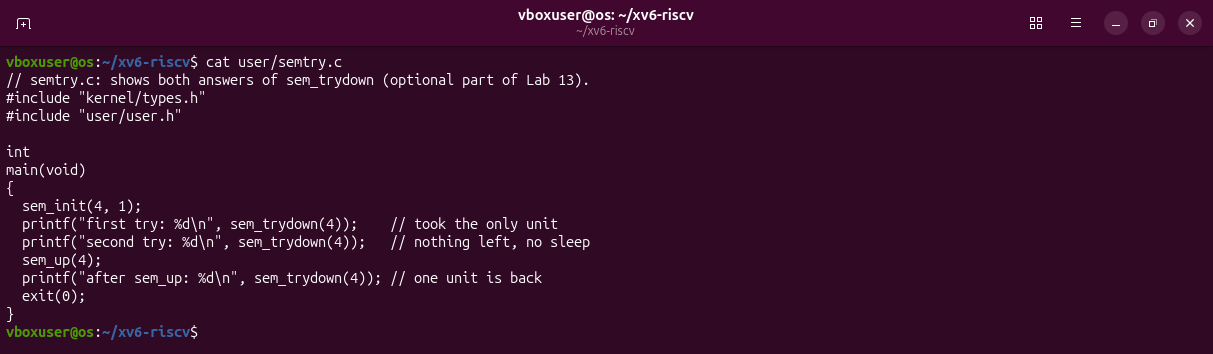 vboxuser@os: ~/xv6-riscv
~/xv6-riscv
vboxuser@os:~/xv6-riscv$ cat user/semtry.c
// semtry.c: shows both answers of sem_trydown (optional part of Lab 13).
#include "kernel/types.h"
#include "user/user.h"

int
main(void)
{
  sem_init(4, 1);
  printf("first try: %d\n", sem_trydown(4));    // took the only unit
  printf("second try: %d\n", sem_trydown(4));   // nothing left, no sleep
  sem_up(4);
  printf("after sem_up: %d\n", sem_trydown(4)); // one unit is back
  exit(0);
}
vboxuser@os:~/xv6-riscv$